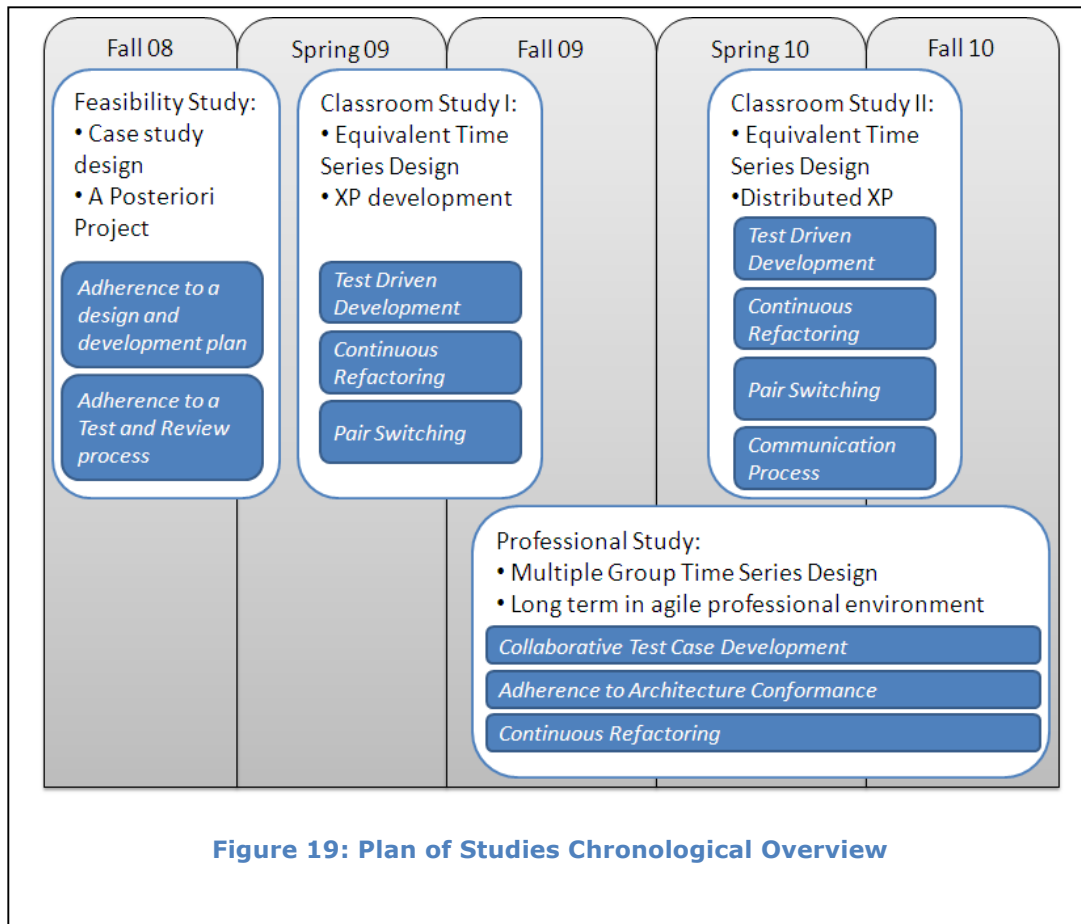 Fall 08
Spring 09
Fall 09
Spring 10
Fall 10
Feasibility Study:
• Case study
design
• A Posteriori
Project
Adherence to a
design and
development plan
Adherence to a
Test and Review
process
Classroom Study I:
• Equivalent Time
Series Design
• XP development
Test Driven
Development
Continuous
Refactoring
Pair Switching
Classroom Study II:
• Equivalent Time
Series Design
•Distributed XP
Test Driven
Development
Continuous
Refactoring
Pair Switching
Communication
Process
Professional Study:
• Multiple Group Time Series Design
• Long term in agile professional environment
Collaborative Test Case Development
Adherence to Architecture Conformance
Continuous Refactoring
Figure 19: Plan of Studies Chronological Overview